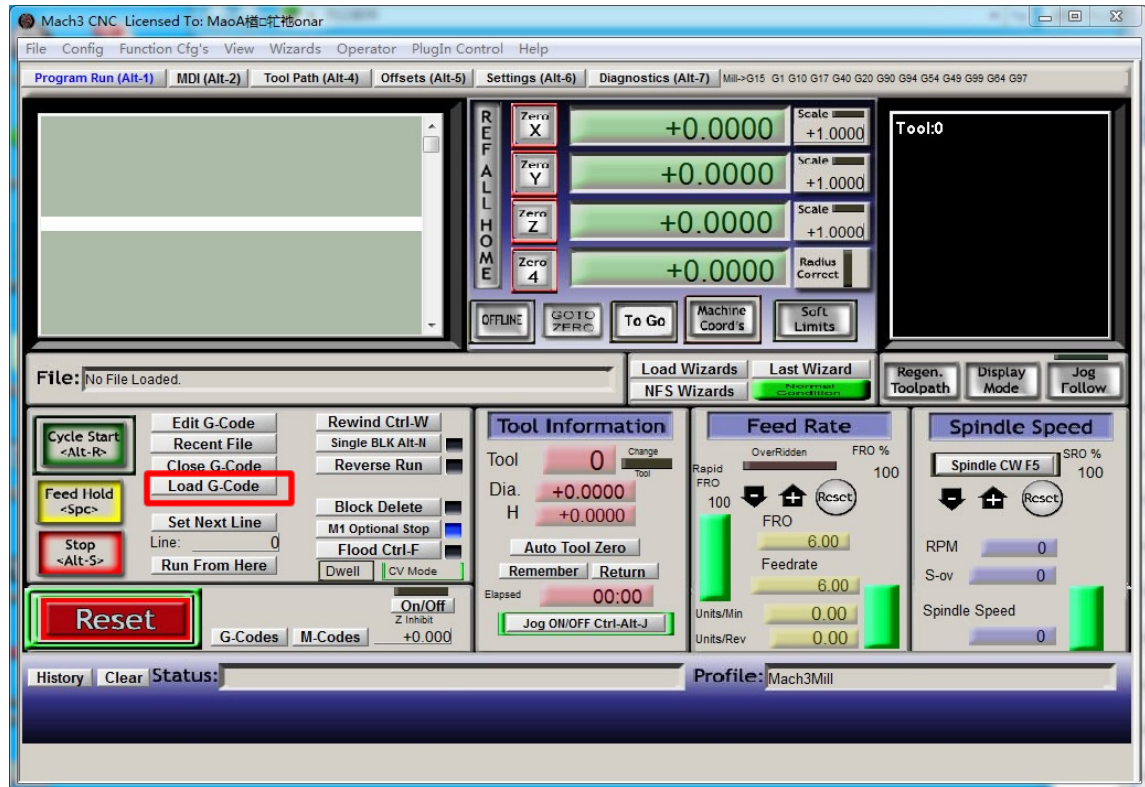 Mach3 CNC Licensed To: MaoA
File Config Function Cfg's View Wizards Operator PlugIn Control Help
Program Run (Alt-1) MDI (Alt-2) Tool Path (Alt-4) Offsets (Alt-5) Settings (Alt-6) Diagnostics (Alt-7) Mill->G15 G1 G10 G17 G40 G20 G90 G94 G54 G49 G99 G64 G97
REF ALL HOME
Zero X +0.0000 Scale +1.0000
Zero Y +0.0000 Scale +1.0000
Zero Z +0.0000 Scale +1.0000
Zero 4 +0.0000 Radius Correct
OFFLINE GOTO ZERO To Go Machine Coord's Soft Limits
Tool:0
File: No File Loaded.
Load Wizards Last Wizard
NFS Wizards Normal Condition
Regen. Toolpath Display Mode Jog Follow
Cycle Start <Alt-R>
Feed Hold <Spc>
Stop <Alt-S>
Edit G-Code
Recent File
Close G-Code
Load G-Code
Set Next Line
Line: 0
Run From Here
Rewind Ctrl-W
Single BLK Alt-N
Reverse Run
Block Delete
M1 Optional Stop
Flood Ctrl-F
Dwell CV Mode
Reset
G-Codes M-Codes
On/Off
Z Inhibit
+0.000
Tool Information
Tool 0 Change Tool
Dia. +0.0000
H +0.0000
Auto Tool Zero
Remember Return
Elapsed 00:00
Jog ON/OFF Ctrl-Alt-J
Feed Rate
OverRidden FRO %
100
Rapid FRO
100
Reset
FRO
6.00
Feedrate
6.00
Units/Min 0.00
Units/Rev 0.00
Spindle Speed
Spindle CW F5
SRO %
100
Reset
RPM 0
S-ov 0
Spindle Speed
0
History Clear Status:
Profile: Mach3Mill